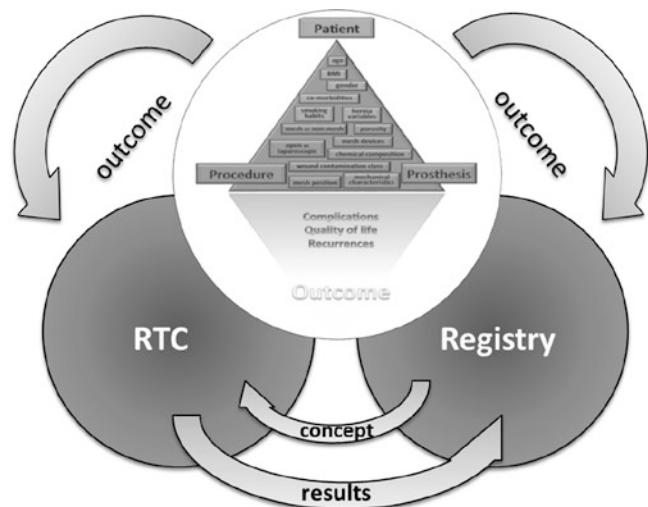 Patient
age
BMI
gender
co-morbidities
smoking
habits
hernia
variables
mesh vs non mesh
porosity
open vs
laparoscopic
mesh devices
chemical composition
wound contamination class
Procedure
Prosthesis
mesh position
mechanical
characteristics
Complications
Quality of life
Recurrences
Outcome
outcome
outcome
RTC
Registry
concept
results